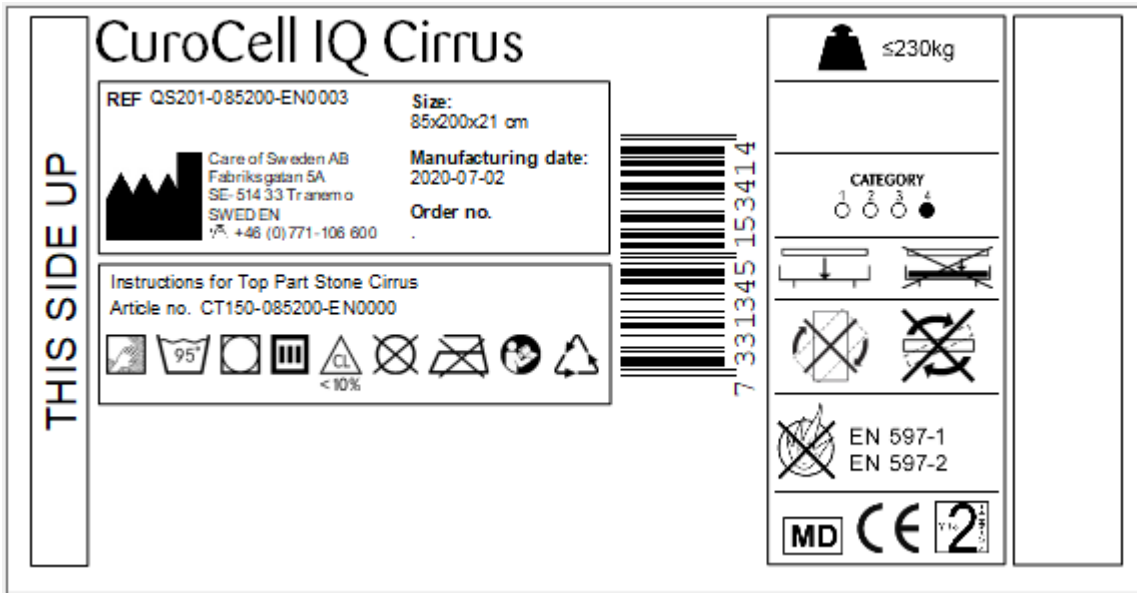 THIS SIDE UP
CuroCell IQ Cirrus
REF QS201-085200-EN0003
Care of Sweden AB
Fabriksgatan 5A
SE-514 33 Tranemo
SWEDEN
+46 (0)771-106 600
Size:
85x200x21 cm
Manufacturing date:
2020-07-02
Order no.
.
Instructions for Top Part Stone Cirrus
Article no. CT150-085200-EN0000
95°
CL
<10%
7 331345 153414
≤230kg
CATEGORY
1 2 3 4
EN 597-1
EN 597-2
MD CE 2